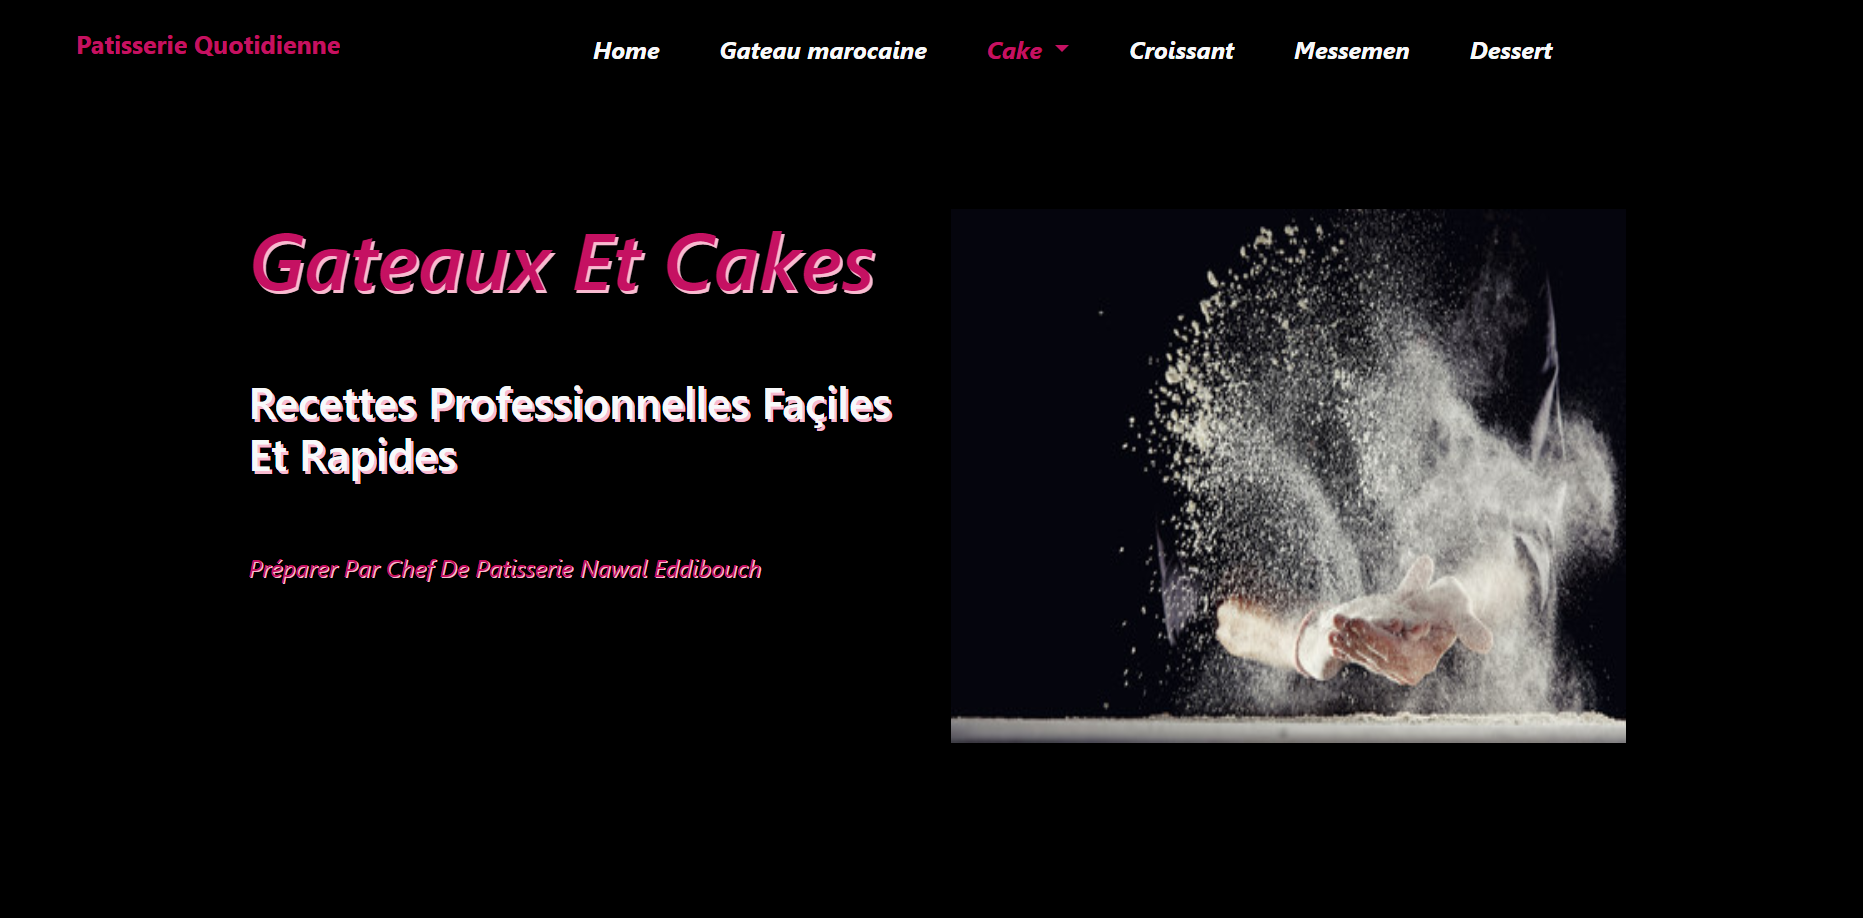 Patisserie Quotidienne
Home
Gateau marocaine
Cake
Croissant
Messemen
Dessert
Gateaux Et Cakes
Recettes Professionnelles Façiles
Et Rapides
Préparer Par Chef De Patisserie Nawal Eddibouch